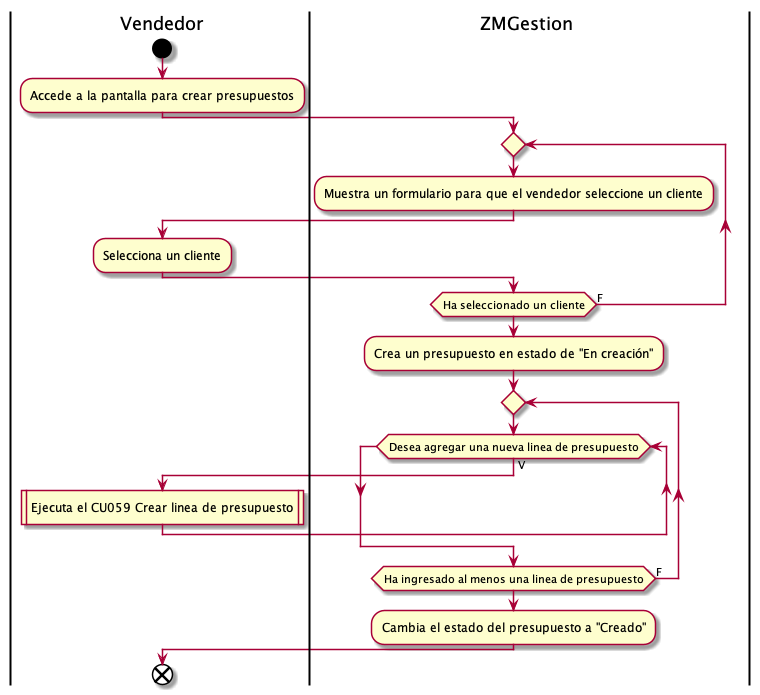 Vendedor
ZMGestion
Accede a la pantalla para crear presupuestos
Muestra un formulario para que el vendedor seleccione un cliente
Selecciona un cliente
Ha seleccionado un cliente
F
Crea un presupuesto en estado de "En creación"
Desea agregar una nueva linea de presupuesto
V
Ejecuta el CU059 Crear linea de presupuesto
Ha ingresado al menos una linea de presupuesto
F
Cambia el estado del presupuesto a "Creado"